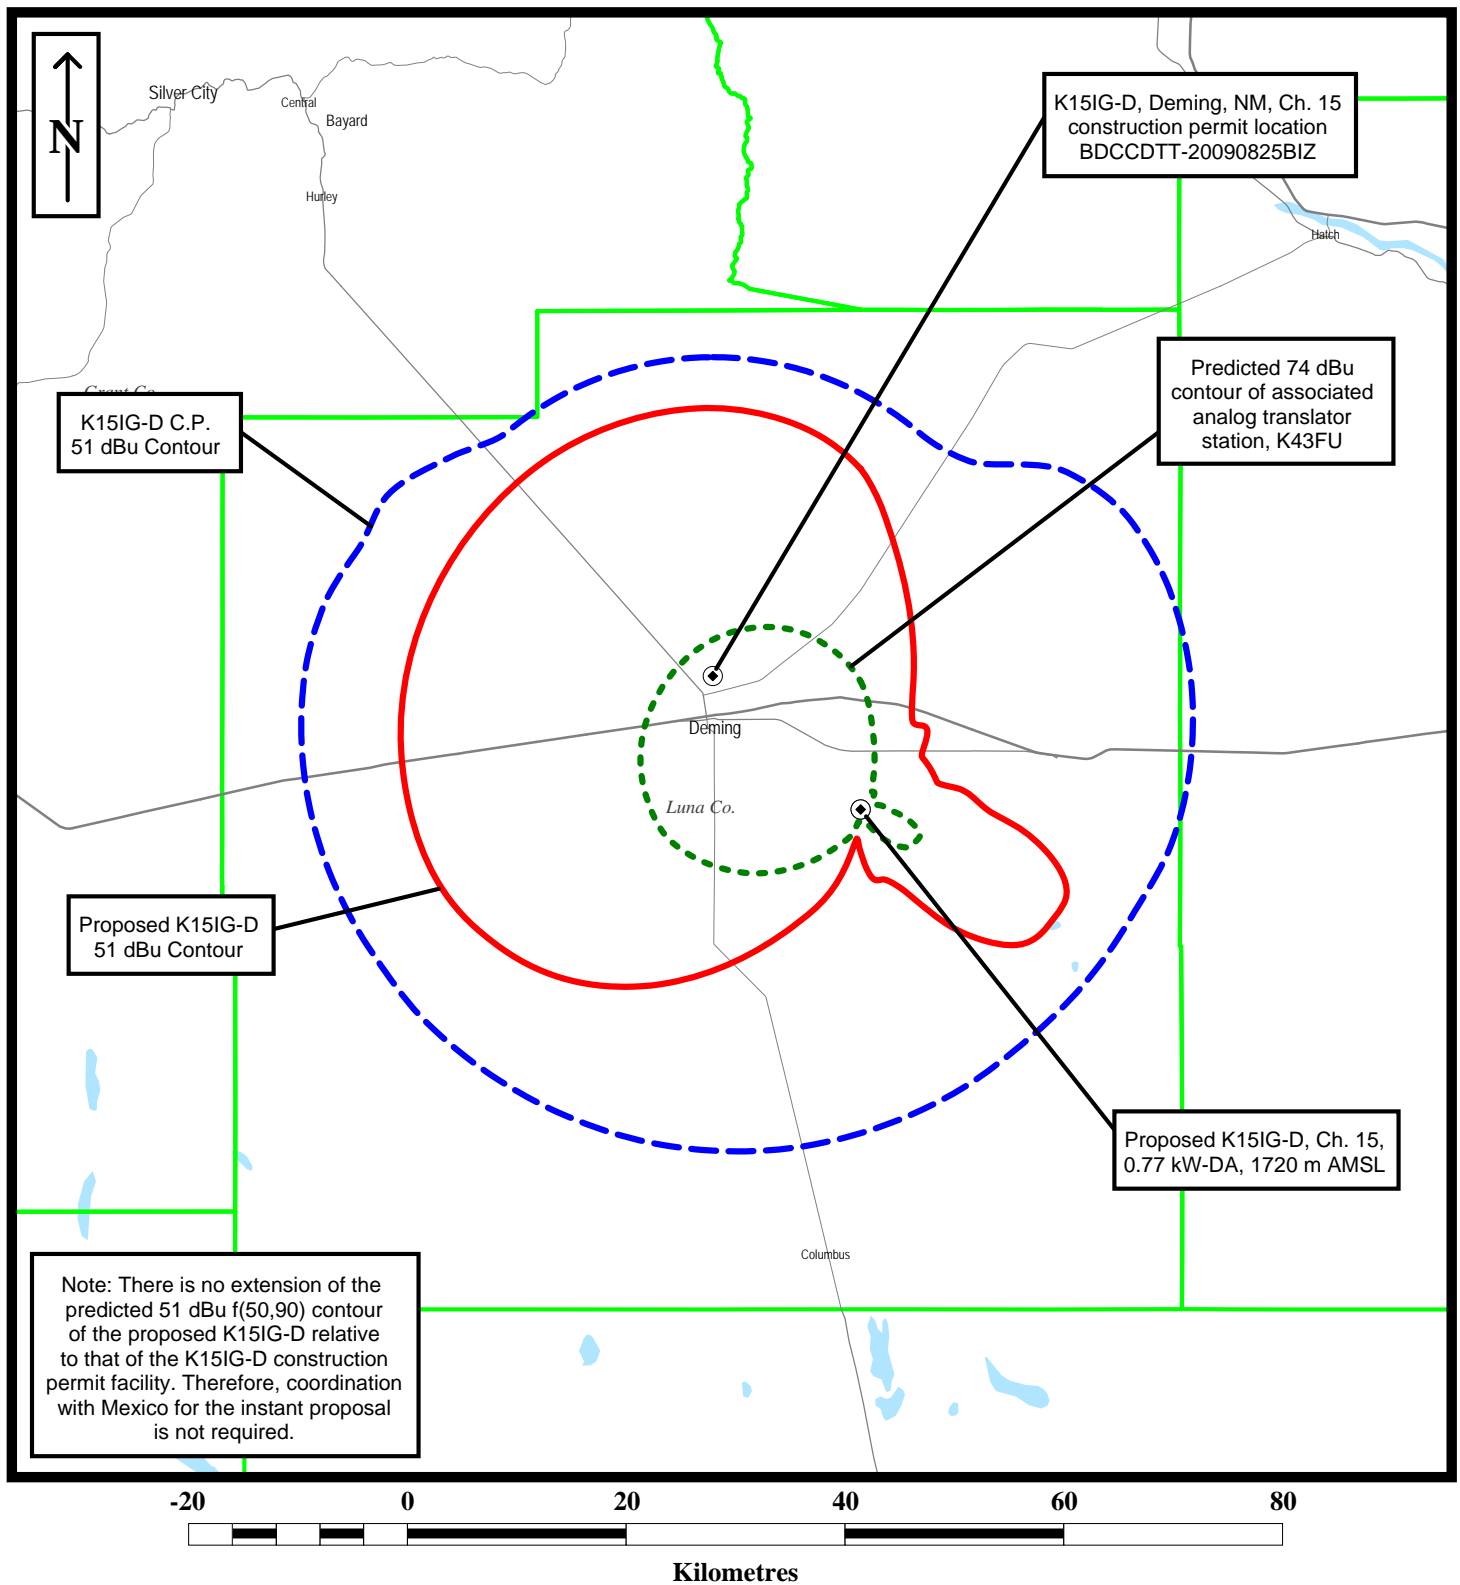 N
Silver City
Central
Bayard
Hurley
K15IG-D, Deming, NM, Ch. 15
construction permit location
BDCCDTT-20090825BIZ
Hatch
Predicted 74 dBu
contour of associated
analog translator
station, K43FU
Grant Co.
K15IG-D C.P.
51 dBu Contour
Deming
Luna Co.
Proposed K15IG-D
51 dBu Contour
Proposed K15IG-D, Ch. 15,
0.77 kW-DA, 1720 m AMSL
Columbus
Note: There is no extension of the
predicted 51 dBu f(50,90) contour
of the proposed K15IG-D relative
to that of the K15IG-D construction
permit facility. Therefore, coordination
with Mexico for the instant proposal
is not required.
-20 0 20 40 60 80
Kilometres